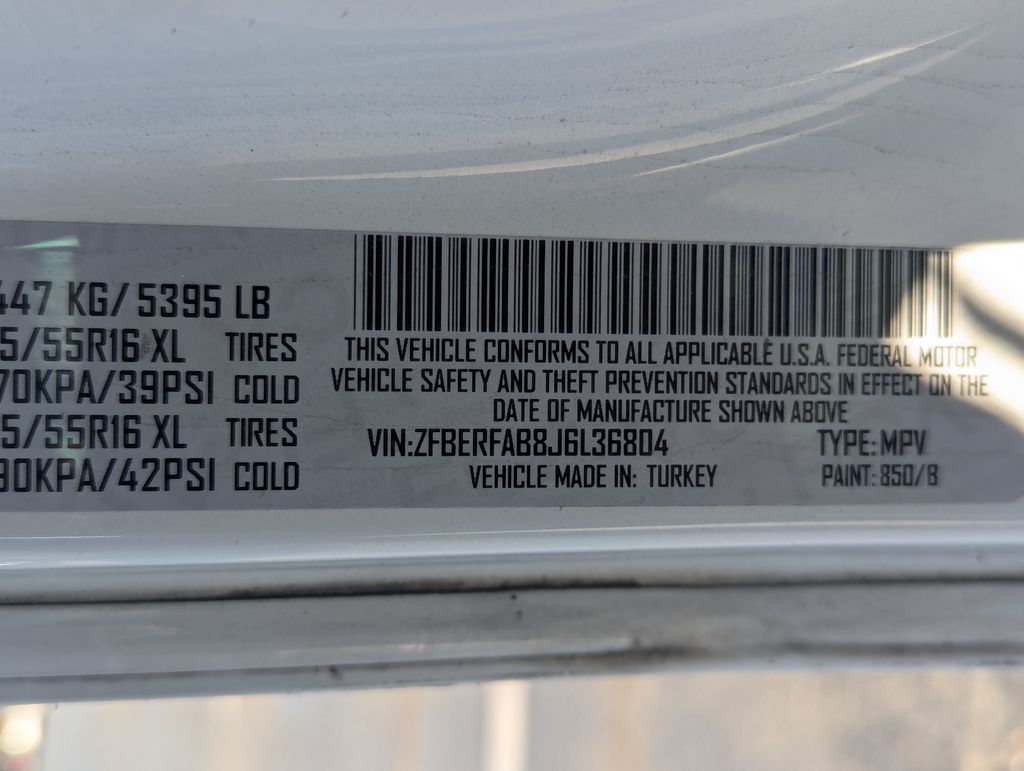 447 KG/ 5395 LB
5/55R16 XL TIRES
70KPA/39PSI COLD
5/55R16 XL TIRES
90KPA/42PSI COLD
THIS VEHICLE CONFORMS TO ALL APPLICABLE U.S.A. FEDERAL MOTOR
VEHICLE SAFETY AND THEFT PREVENTION STANDARDS IN EFFECT ON THE
DATE OF MANUFACTURE SHOWN ABOVE
VIN:ZFBERFAB8J6L36804 TYPE:MPV
VEHICLE MADE IN: TURKEY PAINT: 850/B